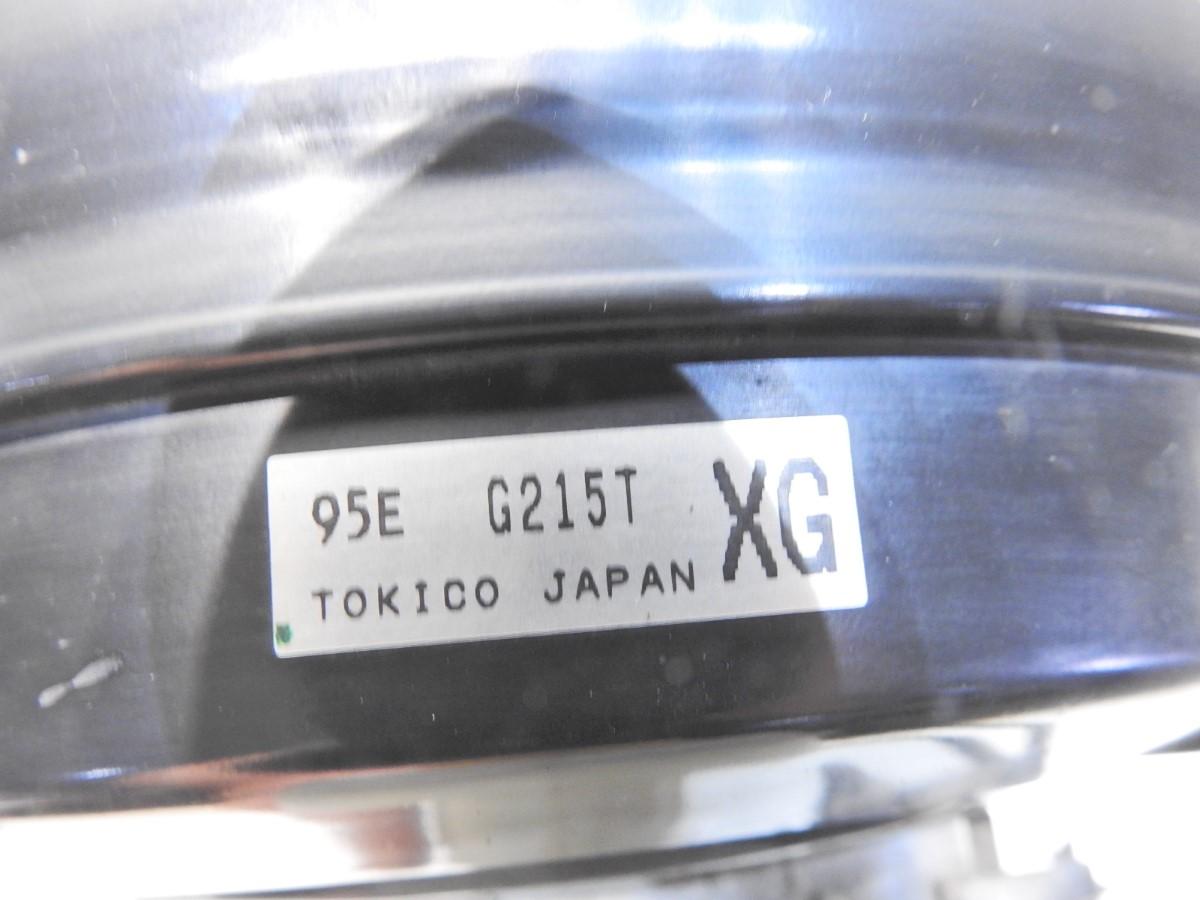 95E G215T XG
TOKICO JAPAN